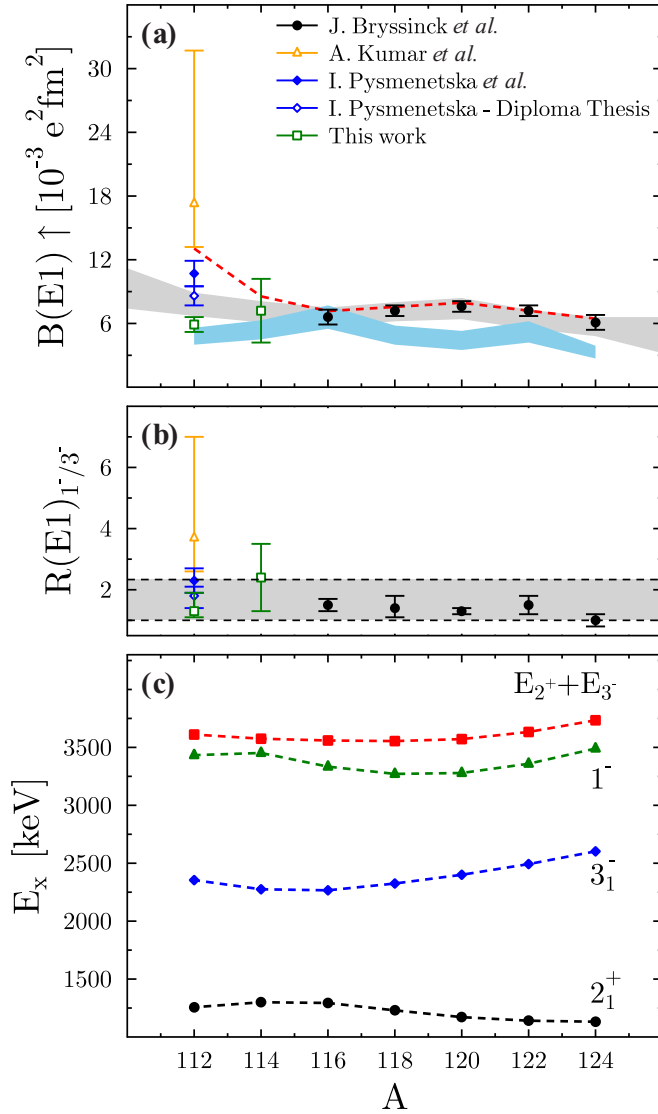 (a)
J. Bryssinck et al.
A. Kumar et al.
I. Pysmenetska et al.
I. Pysmenetska - Diploma Thesis
This work
B(E1) ↑ [10⁻³ e²fm²]
30
24
18
12
6
(b)
R(E1)₁⁻/₃⁻
6
4
2
(c)
E₂⁺+E₃⁻
1⁻
3₁⁻
2₁⁺
Eₓ [keV]
3500
3000
2500
2000
1500
112 114 116 118 120 122 124
A